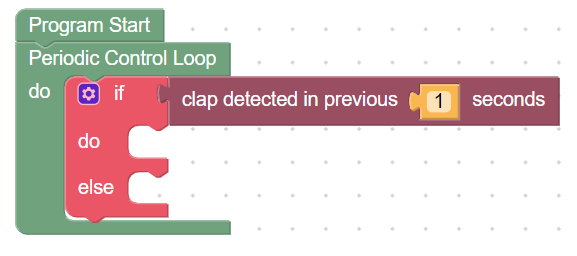 Program Start
Periodic Control Loop
do if clap detected in previous 1 seconds
do
else